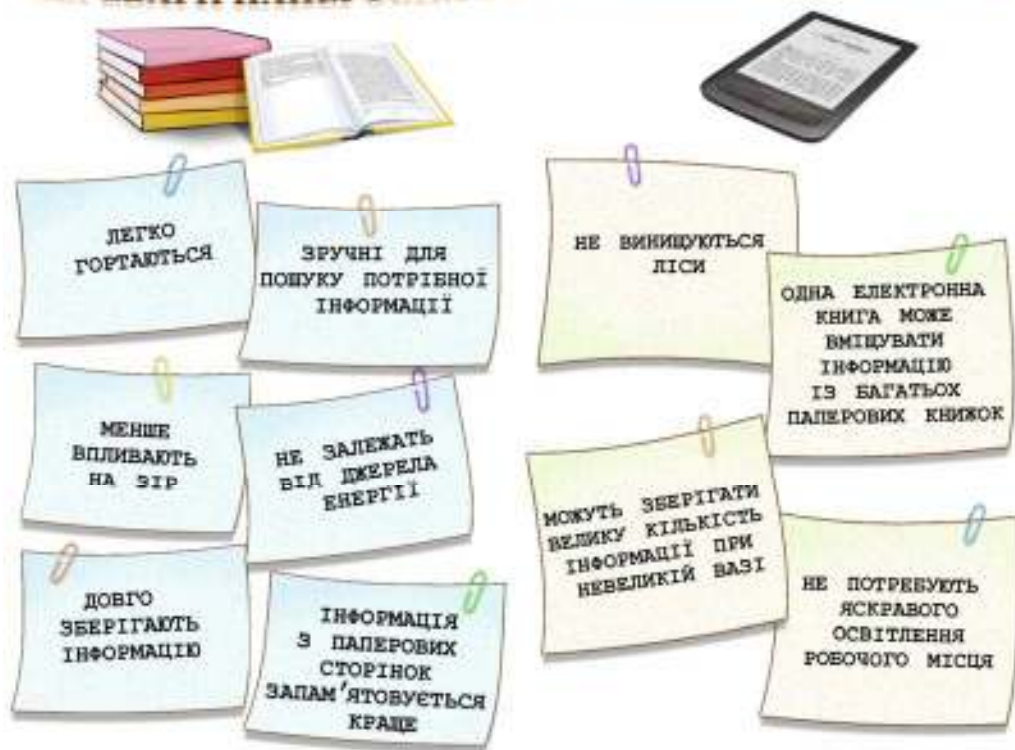 ЛЕГКО
ГОРТАЮТЬСЯ
ЗРУЧНІ ДЛЯ
ПОШУКУ ПОТРІБНОЇ
ІНФОРМАЦІЇ
МЕНШЕ
ВПЛИВАЮТЬ
НА ЗІР
НЕ ЗАЛЕЖАТЬ
ВІД ДЖЕРЕЛА
ЕНЕРГІЇ
ДОВГО
ЗБЕРІГАЮТЬ
ІНФОРМАЦІЮ
ІНФОРМАЦІЯ
З ПАПЕРОВИХ
СТОРІНОК
ЗАПАМ'ЯТОВУЄТЬСЯ
КРАЩЕ
НЕ ВИНИЩУЮТЬСЯ
ЛІСИ
ОДНА ЕЛЕКТРОННА
КНИГА МОЖЕ
ВМІЩУВАТИ
ІНФОРМАЦІЮ
ІЗ БАГАТЬОХ
ПАПЕРОВИХ КНИЖОК
МОЖУТЬ ЗБЕРІГАТИ
ВЕЛИКУ КІЛЬКІСТЬ
ІНФОРМАЦІЇ ПРИ
НЕВЕЛИКІЙ ВАЗІ
НЕ ПОТРЕБУЮТЬ
ЯСКРАВОГО
ОСВІТЛЕННЯ
РОБОЧОГО МІСЦЯ